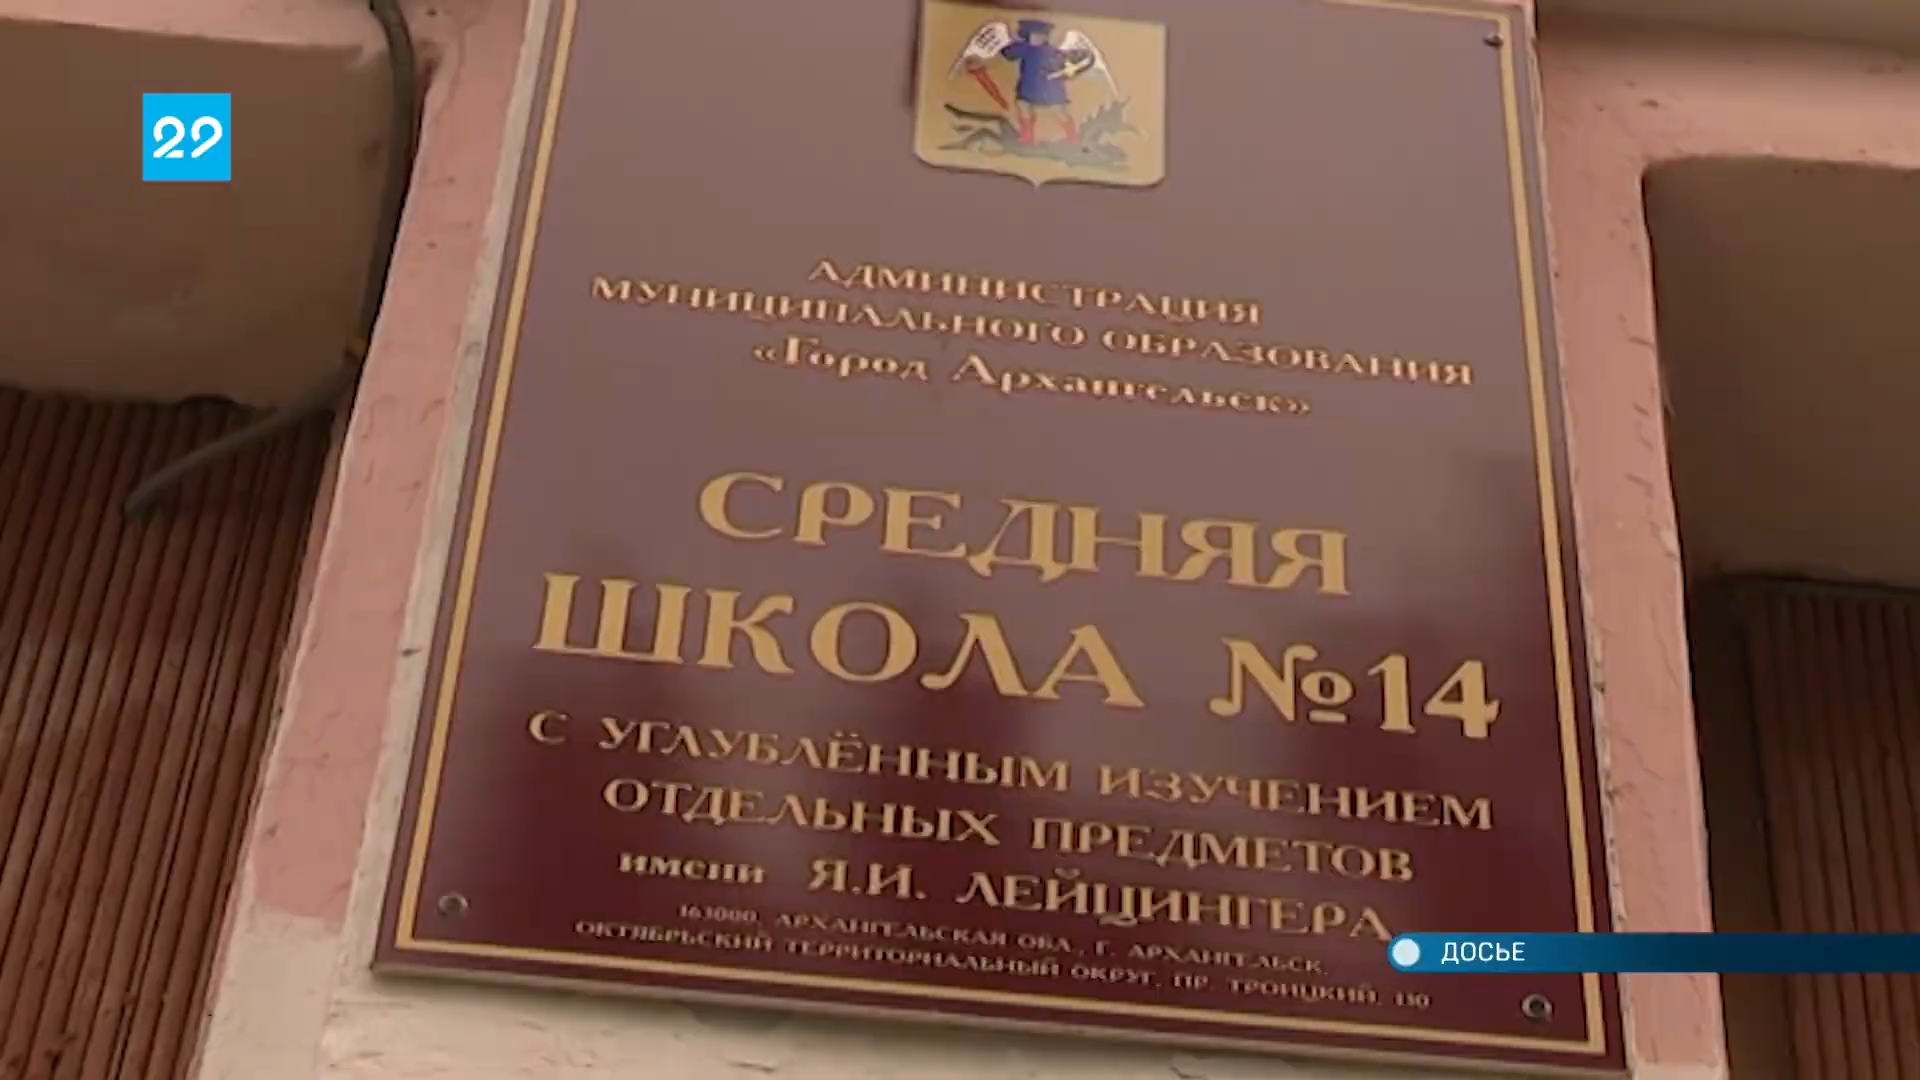 29
АДМИНИСТРАЦИЯ
МУНИЦИПАЛЬНОГО ОБРАЗОВАНИЯ
«Город Архангельск»
СРЕДНЯЯ
ШКОЛА №14
С УГЛУБЛЁННЫМ ИЗУЧЕНИЕМ
ОТДЕЛЬНЫХ ПРЕДМЕТОВ
имени Я.И. ЛЕЙЦИНГЕРА
163000, АРХАНГЕЛЬСКАЯ ОБЛ., Г. АРХАНГЕЛЬСК,
ОКТЯБРЬСКИЙ ТЕРРИТОРИАЛЬНЫЙ ОКРУГ, ПР. ТРОИЦКИЙ, 130
ДОСЬЕ